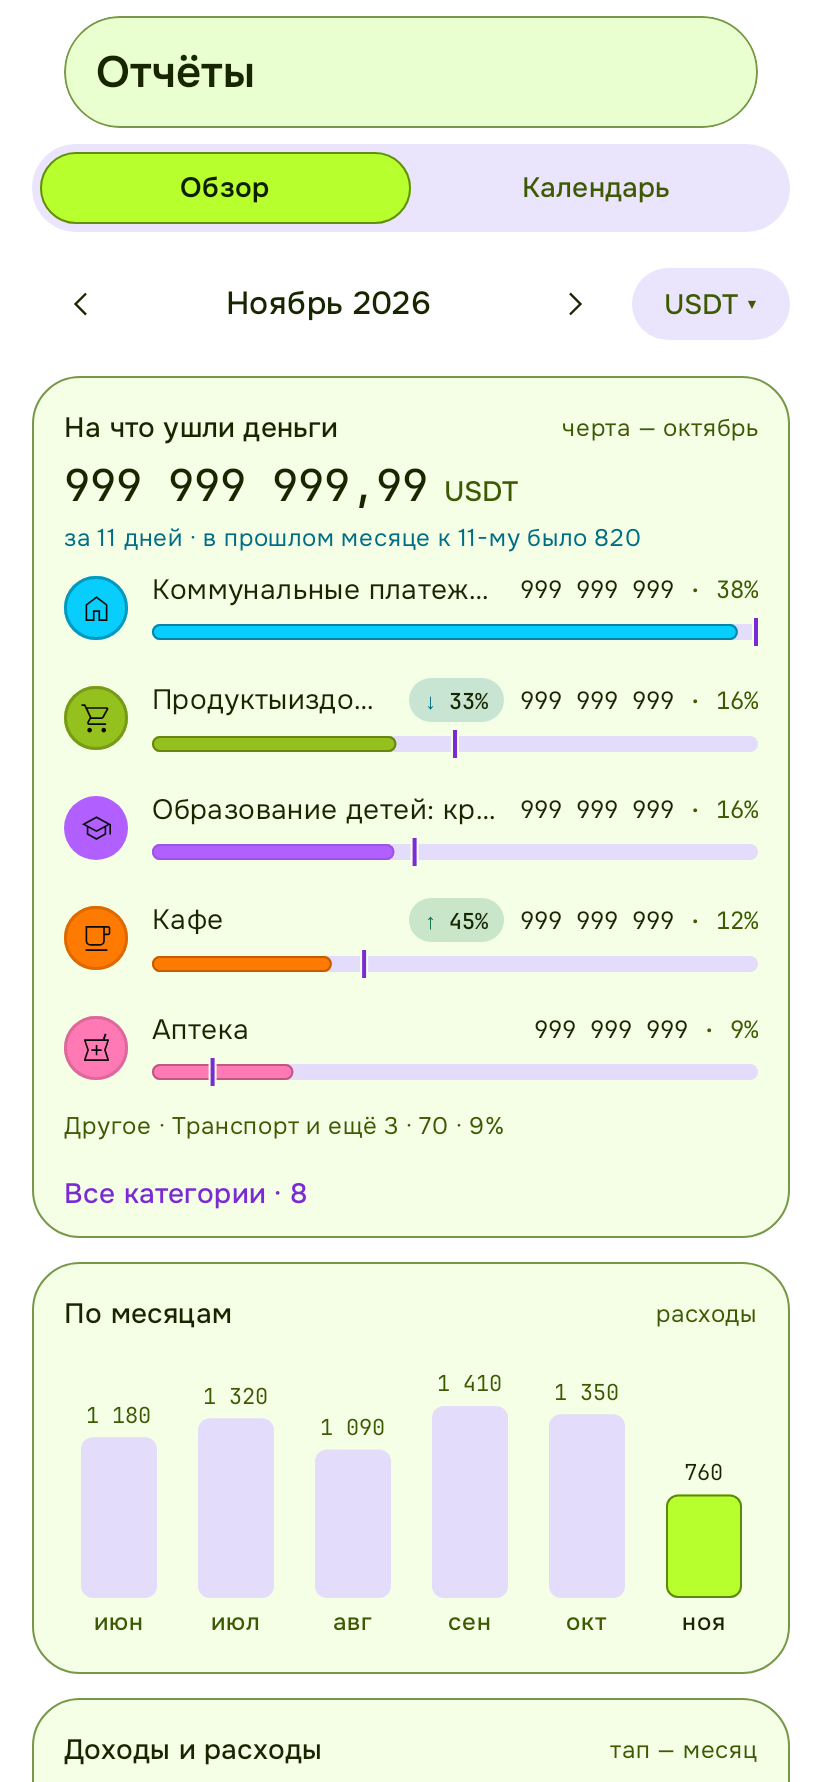 Отчёты
Обзор Календарь
Ноябрь 2026 USDT ▾
На что ушли деньги черта — октябрь
999 999 999,99 USDT
за 11 дней · в прошлом месяце к 11-му было 820
Коммунальные платеж... 999 999 999 · 38%
Продуктыиздо... ↓ 33% 999 999 999 · 16%
Образование детей: кр... 999 999 999 · 16%
Кафе ↑ 45% 999 999 999 · 12%
Аптека 999 999 999 · 9%
Другое · Транспорт и ещё 3 · 70 · 9%
Все категории · 8
По месяцам расходы
1 180 1 320 1 090 1 410 1 350 760
июн июл авг сен окт ноя
Доходы и расходы тап — месяц